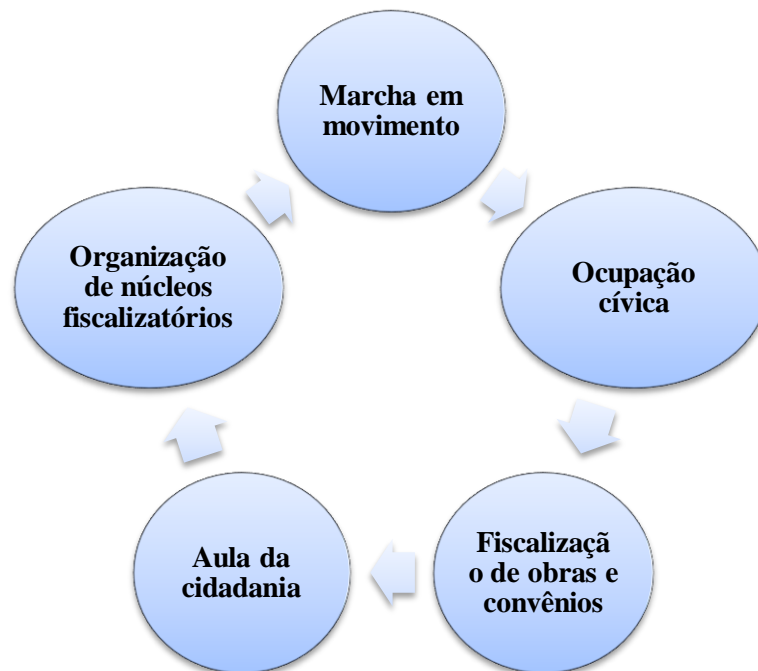 Marcha em
movimento
Ocupação
cívica
Fiscalizaçã
o de obras e
convênios
Aula da
cidadania
Organização
de núcleos
fiscalizatórios